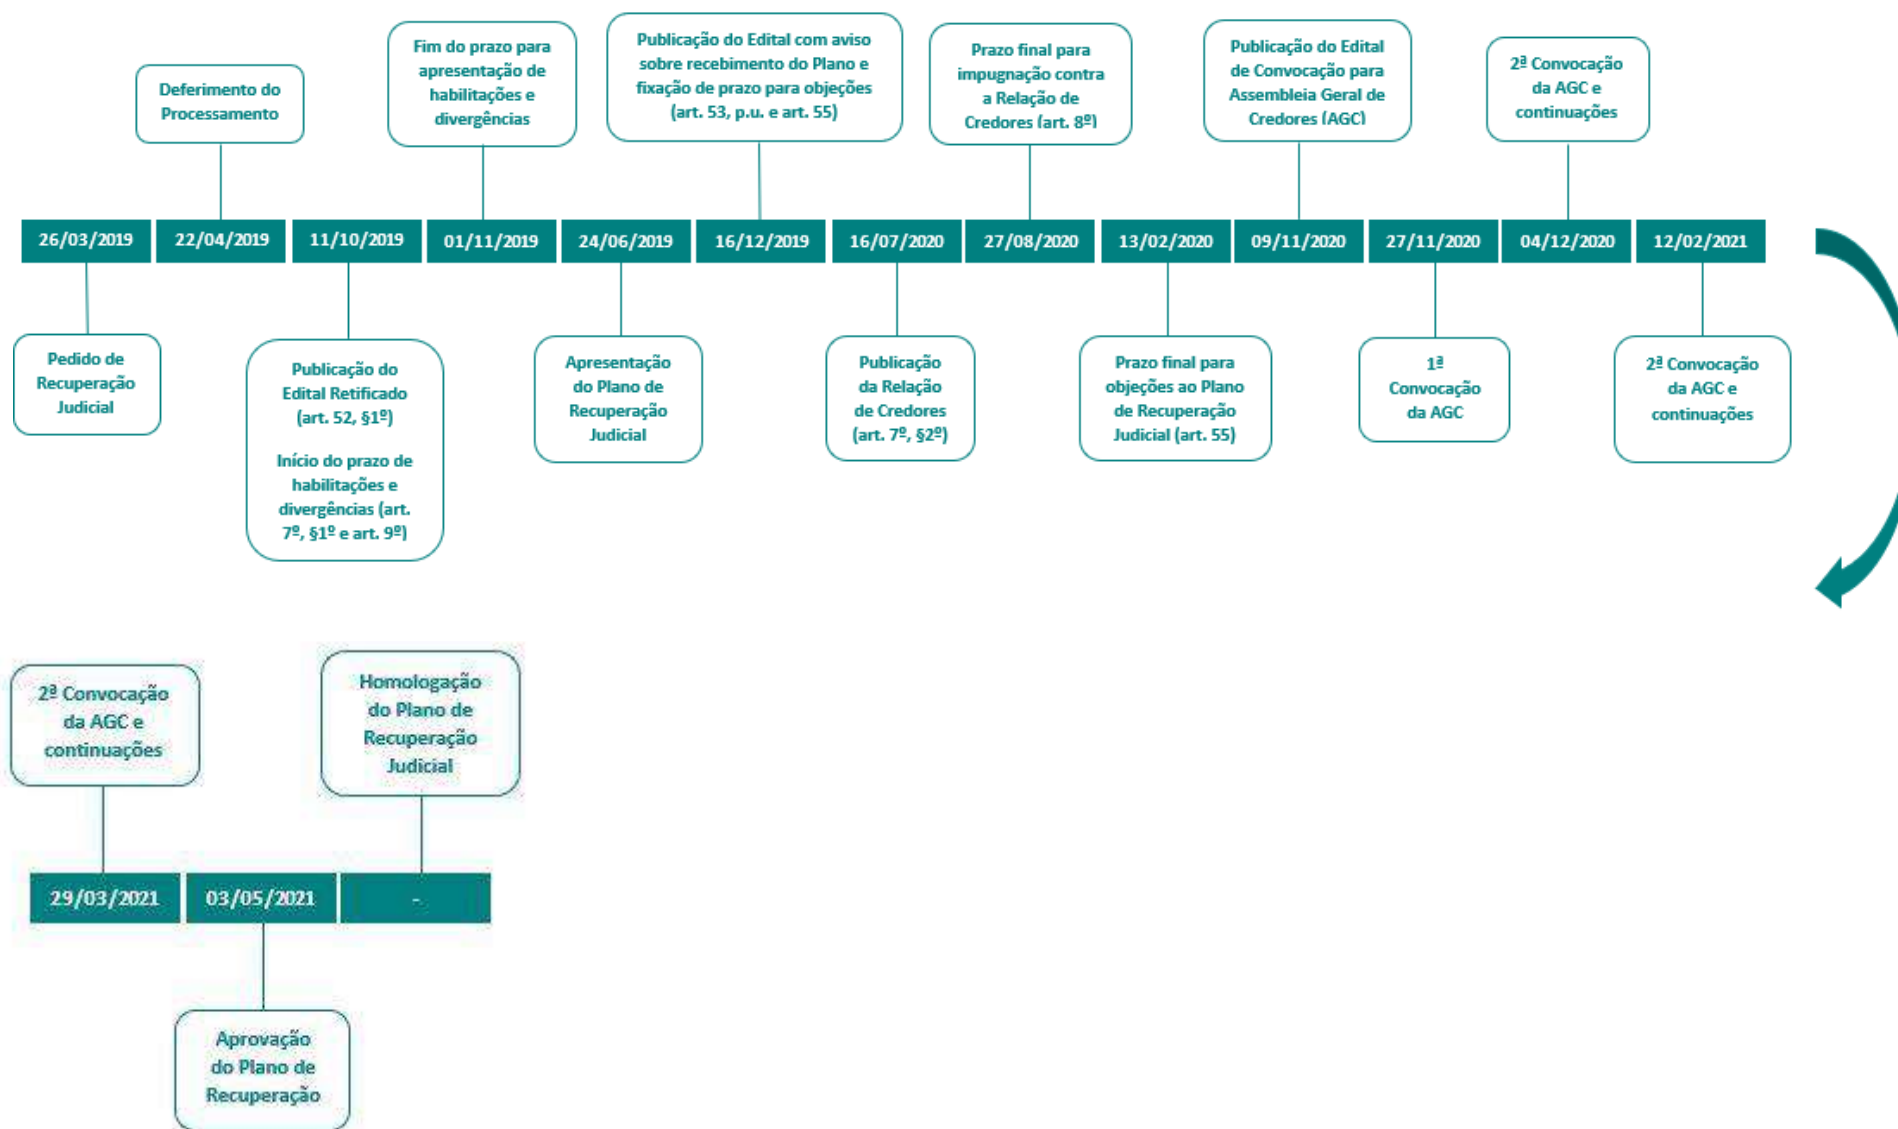 Deferimento do
Processamento
Fim do prazo para
apresentação de
habilitações e
divergências
Publicação do Edital com aviso
sobre recebimento do Plano e
fixação de prazo para objeções
(art. 53, p.u. e art. 55)
Prazo final para
impugnação contra
a Relação de
Credores (art. 8º)
Publicação do Edital
de Convocação para
Assembleia Geral de
Credores (AGC)
2ª Convocação
da AGC e
continuações
26/03/2019
22/04/2019
11/10/2019
01/11/2019
24/06/2019
16/12/2019
16/07/2020
27/08/2020
13/02/2020
09/11/2020
27/11/2020
04/12/2020
12/02/2021
Pedido de
Recuperação
Judicial
Publicação do
Edital Retificado
(art. 52, §1º)
Início do prazo de
habilitações e
divergências (art.
7º, §1º e art. 9º)
Apresentação
do Plano de
Recuperação
Judicial
Publicação
da Relação
de Credores
(art. 7º, §2º)
Prazo final para
objeções ao Plano
de Recuperação
Judicial (art. 55)
1ª
Convocação
da AGC
2ª Convocação
da AGC e
continuações
2ª Convocação
da AGC e
continuações
Homologação
do Plano de
Recuperação
Judicial
29/03/2021
03/05/2021
-
Aprovação
do Plano de
Recuperação